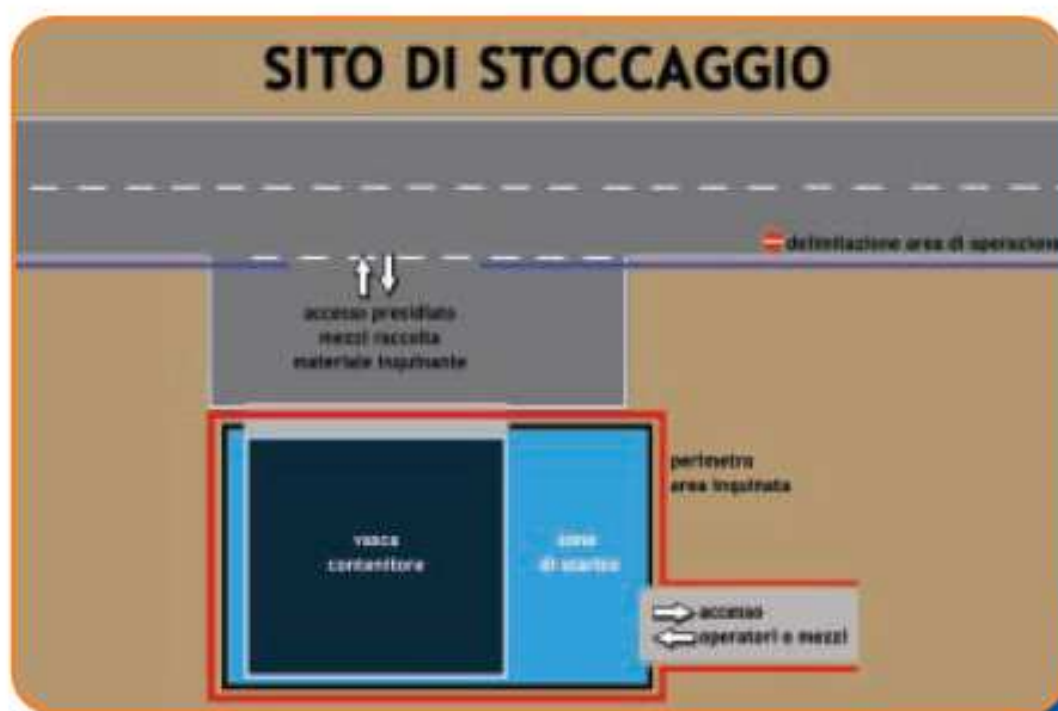 SITO DI STOCCAGGIO
delimitazione area di operazione
accesso presidiato
mezzi raccolta
materiale inquinante
perimetro
area inquinata
vasca
contenitore
zona
di scarico
accesso
operatori e mezzi